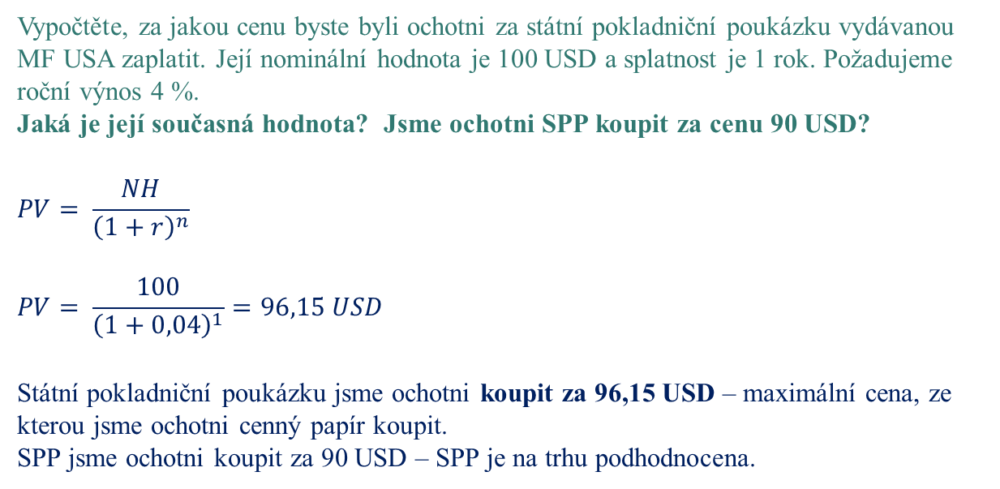 Vypočtěte, za jakou cenu byste byli ochotni za státní pokladniční poukázku vydávanou
MF USA zaplatit. Její nominální hodnota je 100 USD a splatnost je 1 rok. Požadujeme
roční výnos 4 %.
Jaká je její současná hodnota? Jsme ochotni SPP koupit za cenu 90 USD?
PV = NH / (1 + r)^n
PV = 100 / (1 + 0,04)^1 = 96,15 USD
Státní pokladniční poukázku jsme ochotni koupit za 96,15 USD – maximální cena, ze
kterou jsme ochotni cenný papír koupit.
SPP jsme ochotni koupit za 90 USD – SPP je na trhu podhodnocena.